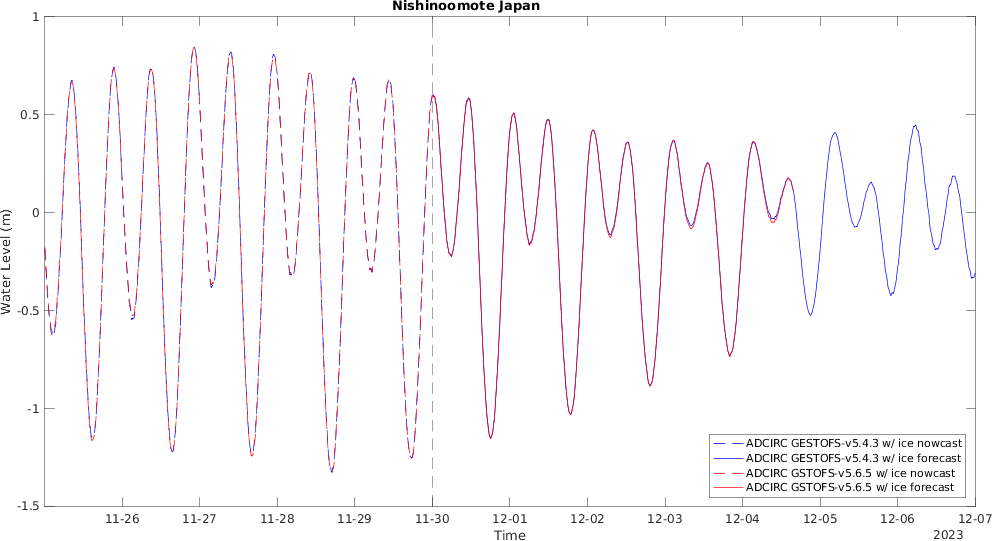 Nishinoomote Japan
1
0.5
0
-0.5
-1
-1.5
Water Level (m)
11-26
11-27
11-28
11-29
11-30
12-01
12-02
12-03
12-04
12-05
12-06
12-07
Time
2023
ADCIRC GESTOFS-v5.4.3 w/ ice nowcast
ADCIRC GESTOFS-v5.4.3 w/ ice forecast
ADCIRC GSTOFS-v5.6.5 w/ ice nowcast
ADCIRC GSTOFS-v5.6.5 w/ ice forecast